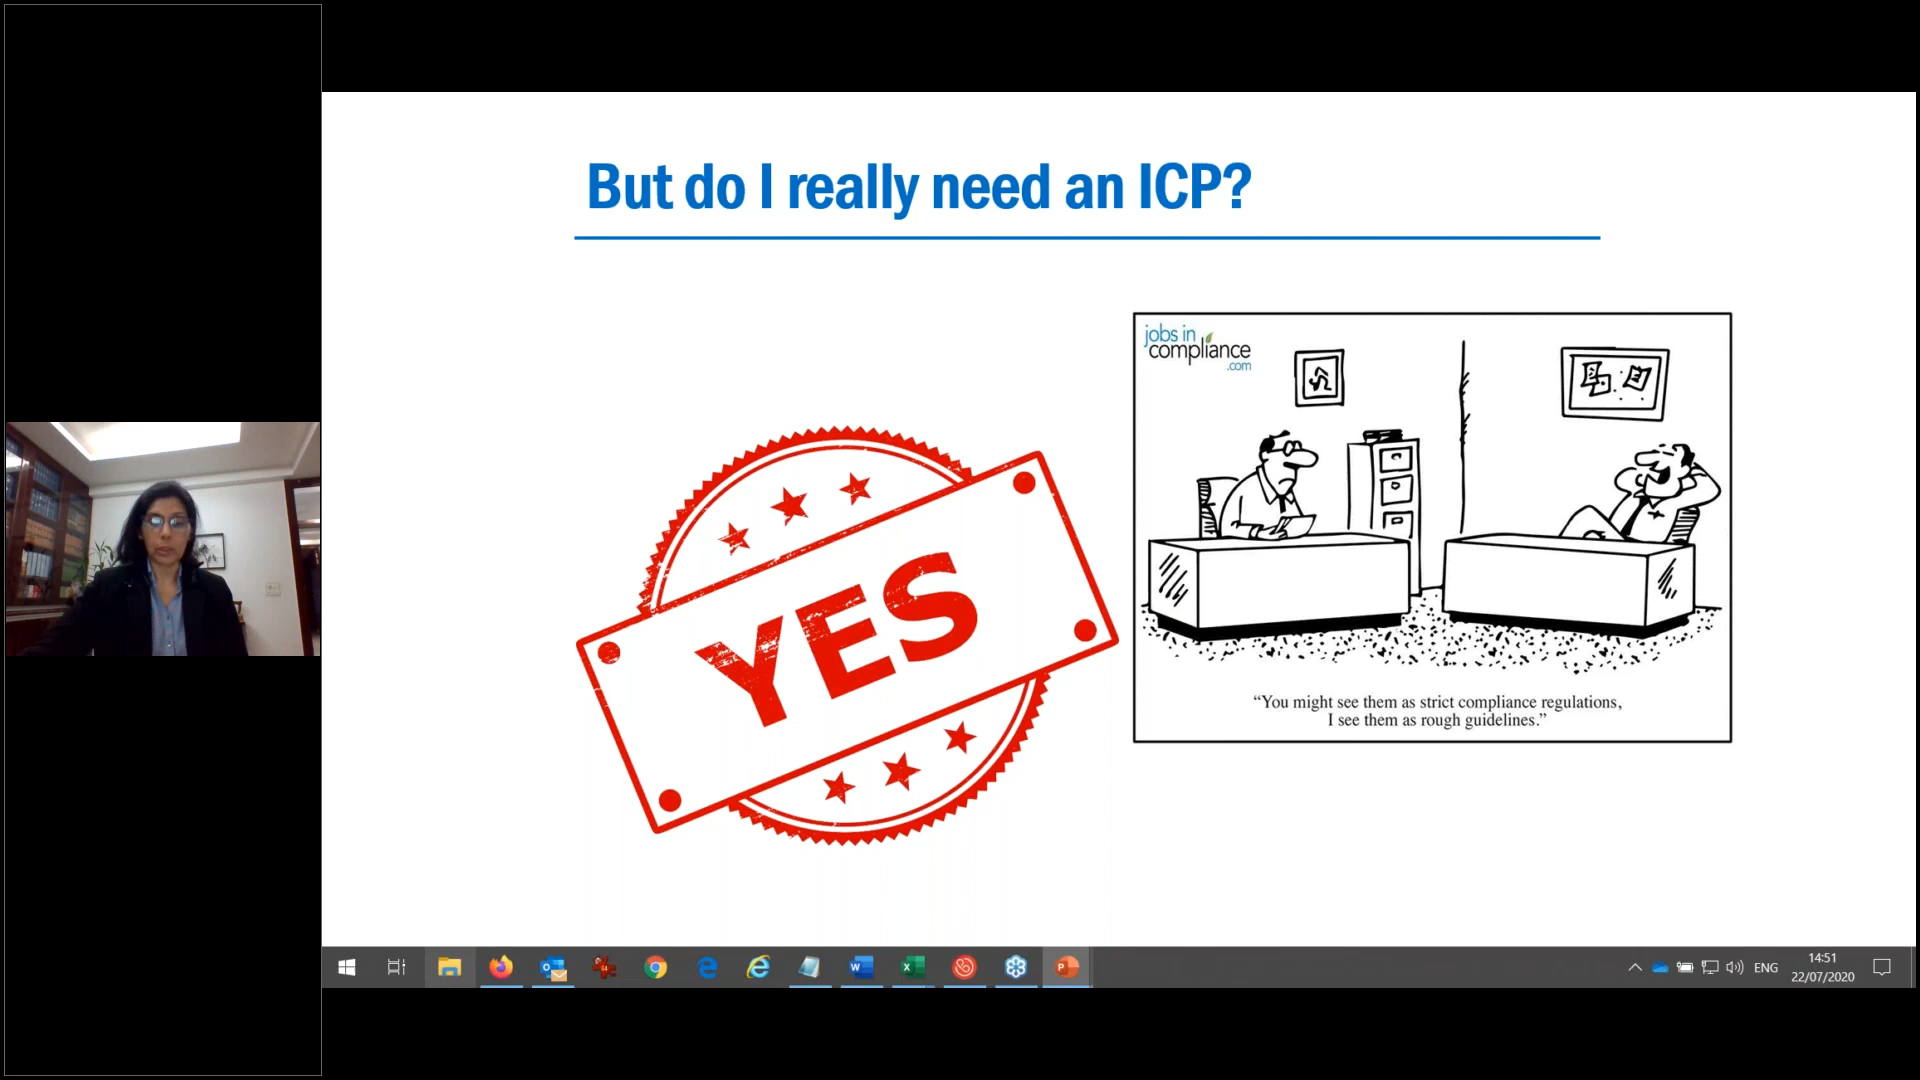 But do I really need an ICP?
jobs in
compliance
.com
YES
“You might see them as strict compliance regulations,
I see them as rough guidelines.”
ENG
14:51
22/07/2020